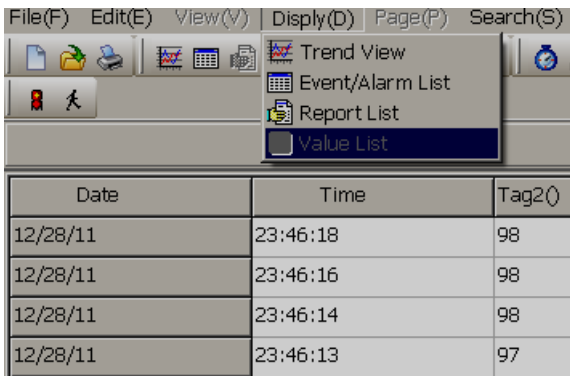 File(F) Edit(E) View(V) Disply(D) Page(P) Search(S)
Trend View
Event/Alarm List
Report List
Value List
Date Time Tag2()
12/28/11 23:46:18 98
12/28/11 23:46:16 98
12/28/11 23:46:14 98
12/28/11 23:46:13 97